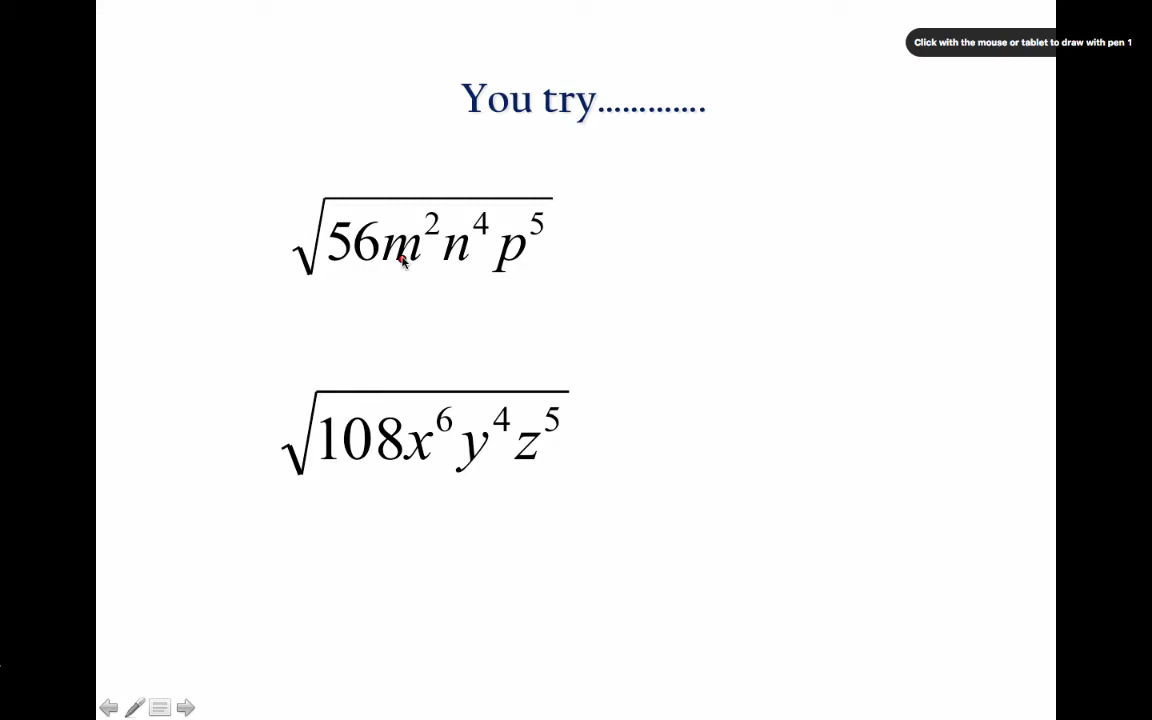 Click with the mouse or tablet to draw with pen 1
You try.............
√56m²n⁴p⁵
√108x⁶y⁴z⁵